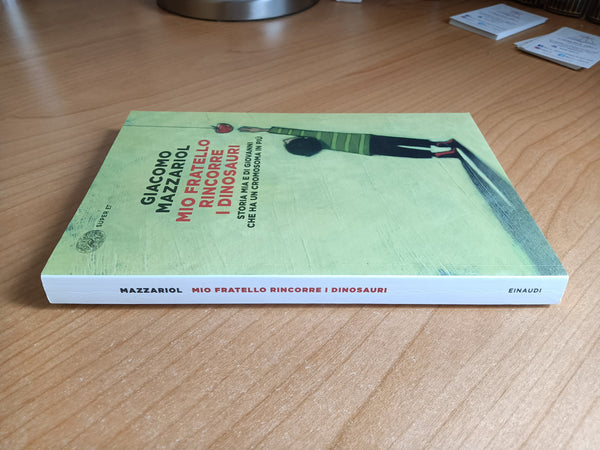 GIACOMO
MAZZARIOL
MIO FRATELLO
RINCORRE
I DINOSAURI
STORIA MIA E DI GIOVANNI
CHE HA UN CROMOSOMA IN PIÚ
SUPER ET
MAZZARIOL MIO FRATELLO RINCORRE I DINOSAURI EINAUDI